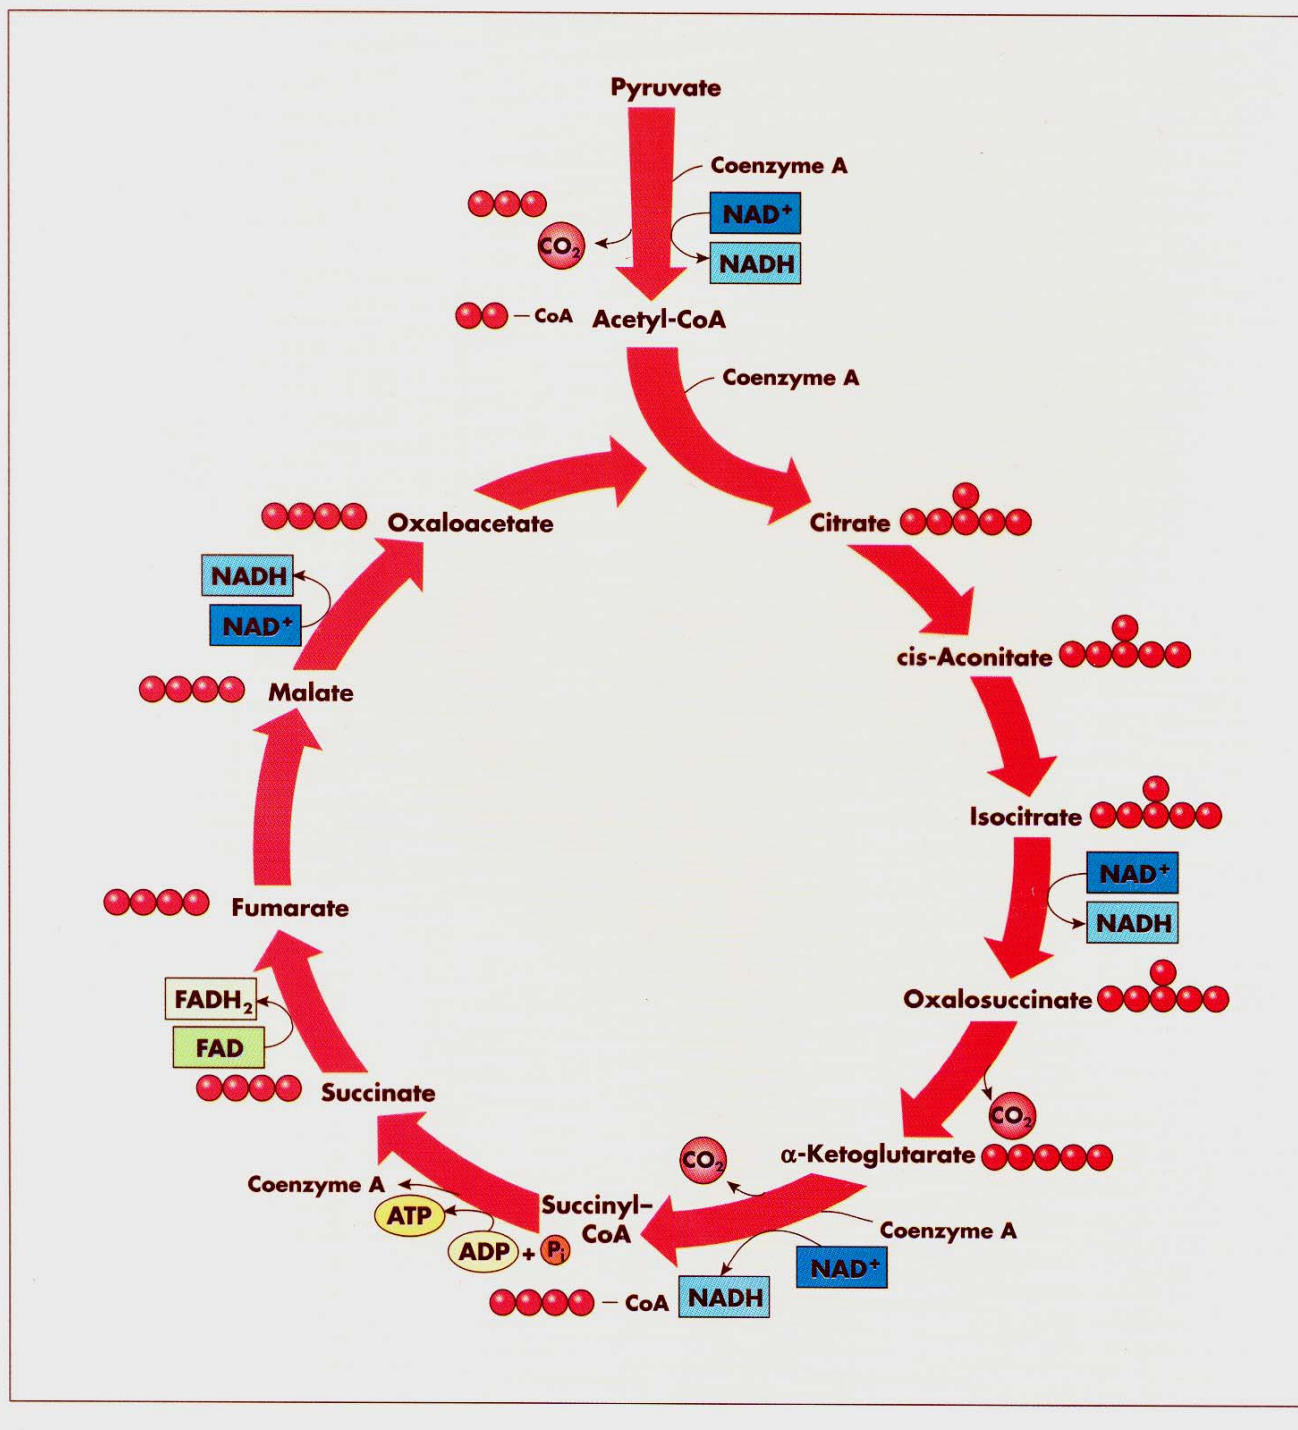 Pyruvate
Coenzyme A
NAD+
CO2
NADH
CoA
Acetyl-CoA
Coenzyme A
Citrate
cis-Aconitate
Isocitrate
NAD+
NADH
Oxalosuccinate
CO2
α-Ketoglutarate
CO2
Coenzyme A
NAD+
NADH
Succinyl–
CoA
CoA
Coenzyme A
ATP
ADP + Pi
Succinate
FADH2
FAD
Fumarate
Malate
NADH
NAD+
Oxaloacetate